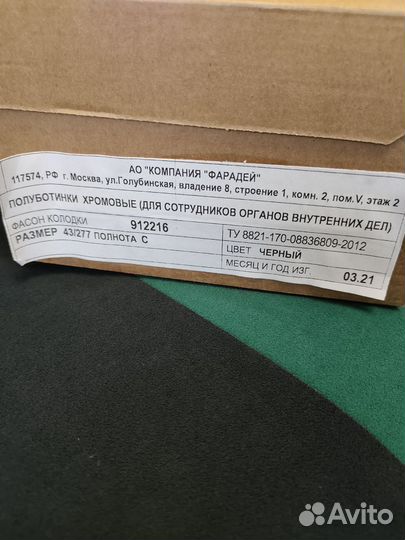 АО "КОМПАНИЯ "ФАРАДЕЙ"
117574, РФ г. Москва, ул.Голубинская, владение 8, строение 1, комн. 2, пом.V, этаж 2
ПОЛУБОТИНКИ ХРОМОВЫЕ (ДЛЯ СОТРУДНИКОВ ОРГАНОВ ВНУТРЕННИХ ДЕЛ)
ФАСОН КОЛОДКИ 912216 ТУ 8821-170-08836809-2012
РАЗМЕР 43/277 ПОЛНОТА С ЦВЕТ ЧЕРНЫЙ
МЕСЯЦ И ГОД ИЗГ. 03.21
Avito